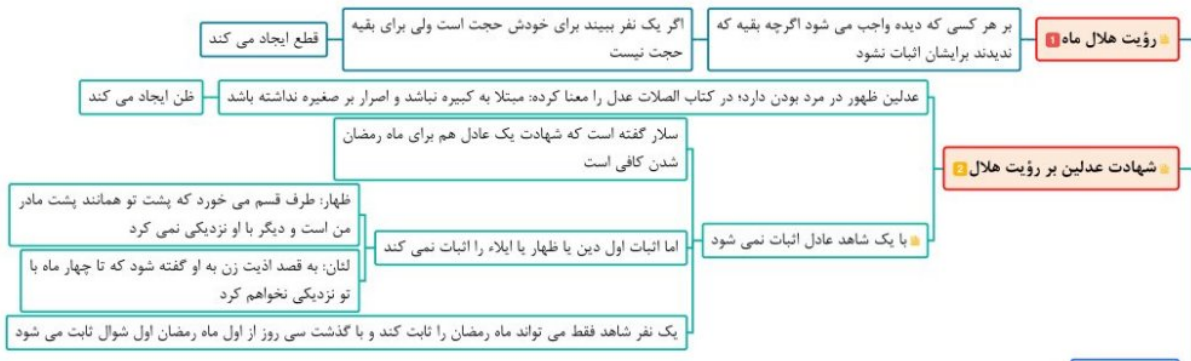 رؤیت هلال ماه 1
بر هر کسی که دیده واجب می شود اگرچه بقیه که
ندیدند برایشان اثبات نشود
اگر یک نفر ببیند برای خودش حجت است ولی برای بقیه
حجت نیست
قطع ایجاد می کند
شهادت عدلین بر رؤیت هلال 2
عدلین ظهور در مرد بودن دارد؛ در کتاب الصلات عدل را معنا کرده: مبتلا به کبیره نباشد و اصرار بر صغیره نداشته باشد
ظن ایجاد می کند
با یک شاهد عادل اثبات نمی شود
سلار گفته است که شهادت یک عادل هم برای ماه رمضان
شدن کافی است
اما اثبات اول دین یا ظهار یا ایلاء را اثبات نمی کند
ظهار: طرف قسم می خورد که پشت تو همانند پشت مادر
من است و دیگر با او نزدیکی نمی کرد
لئان: به قصد اذیت زن به او گفته شود که تا چهار ماه با
تو نزدیکی نخواهم کرد
یک نفر شاهد فقط می تواند ماه رمضان را ثابت کند و با گذشت سی روز از اول ماه رمضان اول شوال ثابت می شود